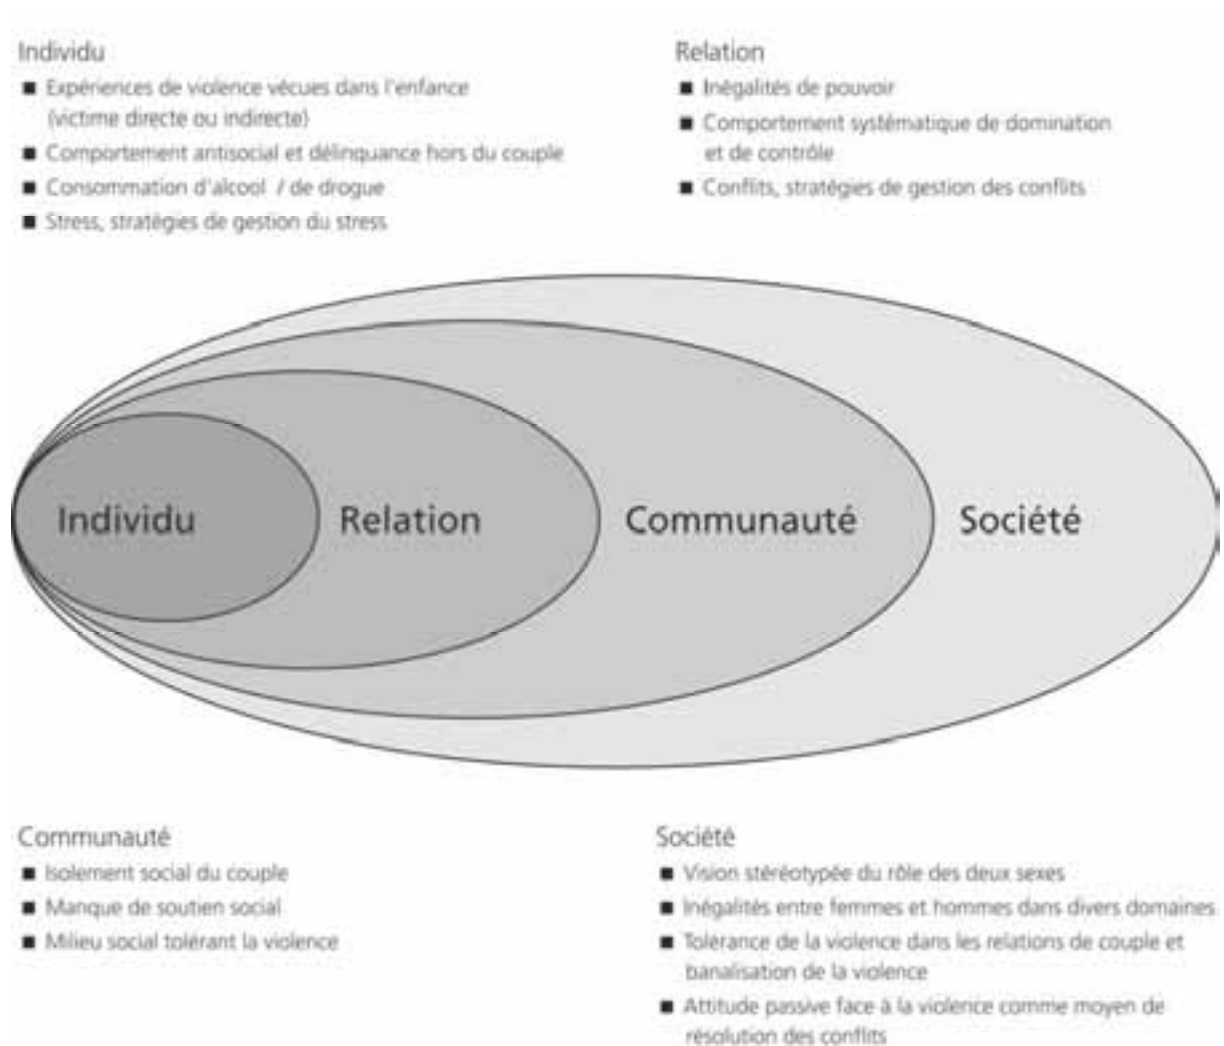 Individu
■ Expériences de violence vécues dans l'enfance
(victime directe ou indirecte)
■ Comportement antisocial et délinquance hors du couple
■ Consommation d'alcool / de drogue
■ Stress, stratégies de gestion du stress
Relation
■ Inégalités de pouvoir
■ Comportement systématique de domination
et de contrôle
■ Conflits, stratégies de gestion des conflits
Individu
Relation
Communauté
Société
Communauté
■ Isolement social du couple
■ Manque de soutien social
■ Milieu social tolérant la violence
Société
■ Vision stéréotypée du rôle des deux sexes
■ Inégalités entre femmes et hommes dans divers domaines
■ Tolérance de la violence dans les relations de couple et
banalisation de la violence
■ Attitude passive face à la violence comme moyen de
résolution des conflits